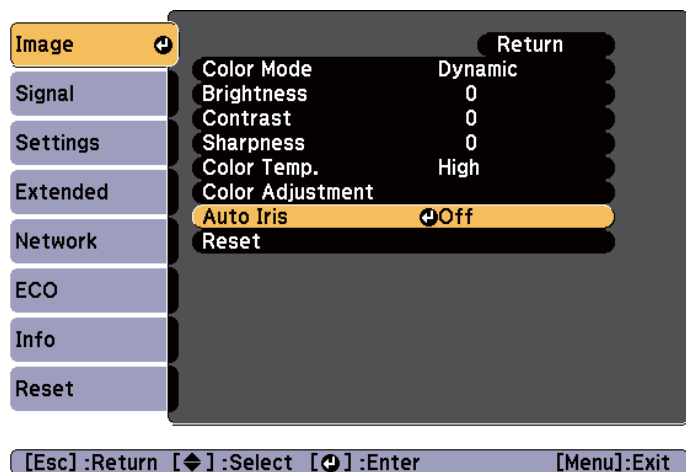 Image
Signal
Settings
Extended
Network
ECO
Info
Reset
Return
Color Mode Dynamic
Brightness 0
Contrast 0
Sharpness 0
Color Temp. High
Color Adjustment
Auto Iris Off
Reset
[Esc] :Return [] :Select [] :Enter [Menu]:Exit